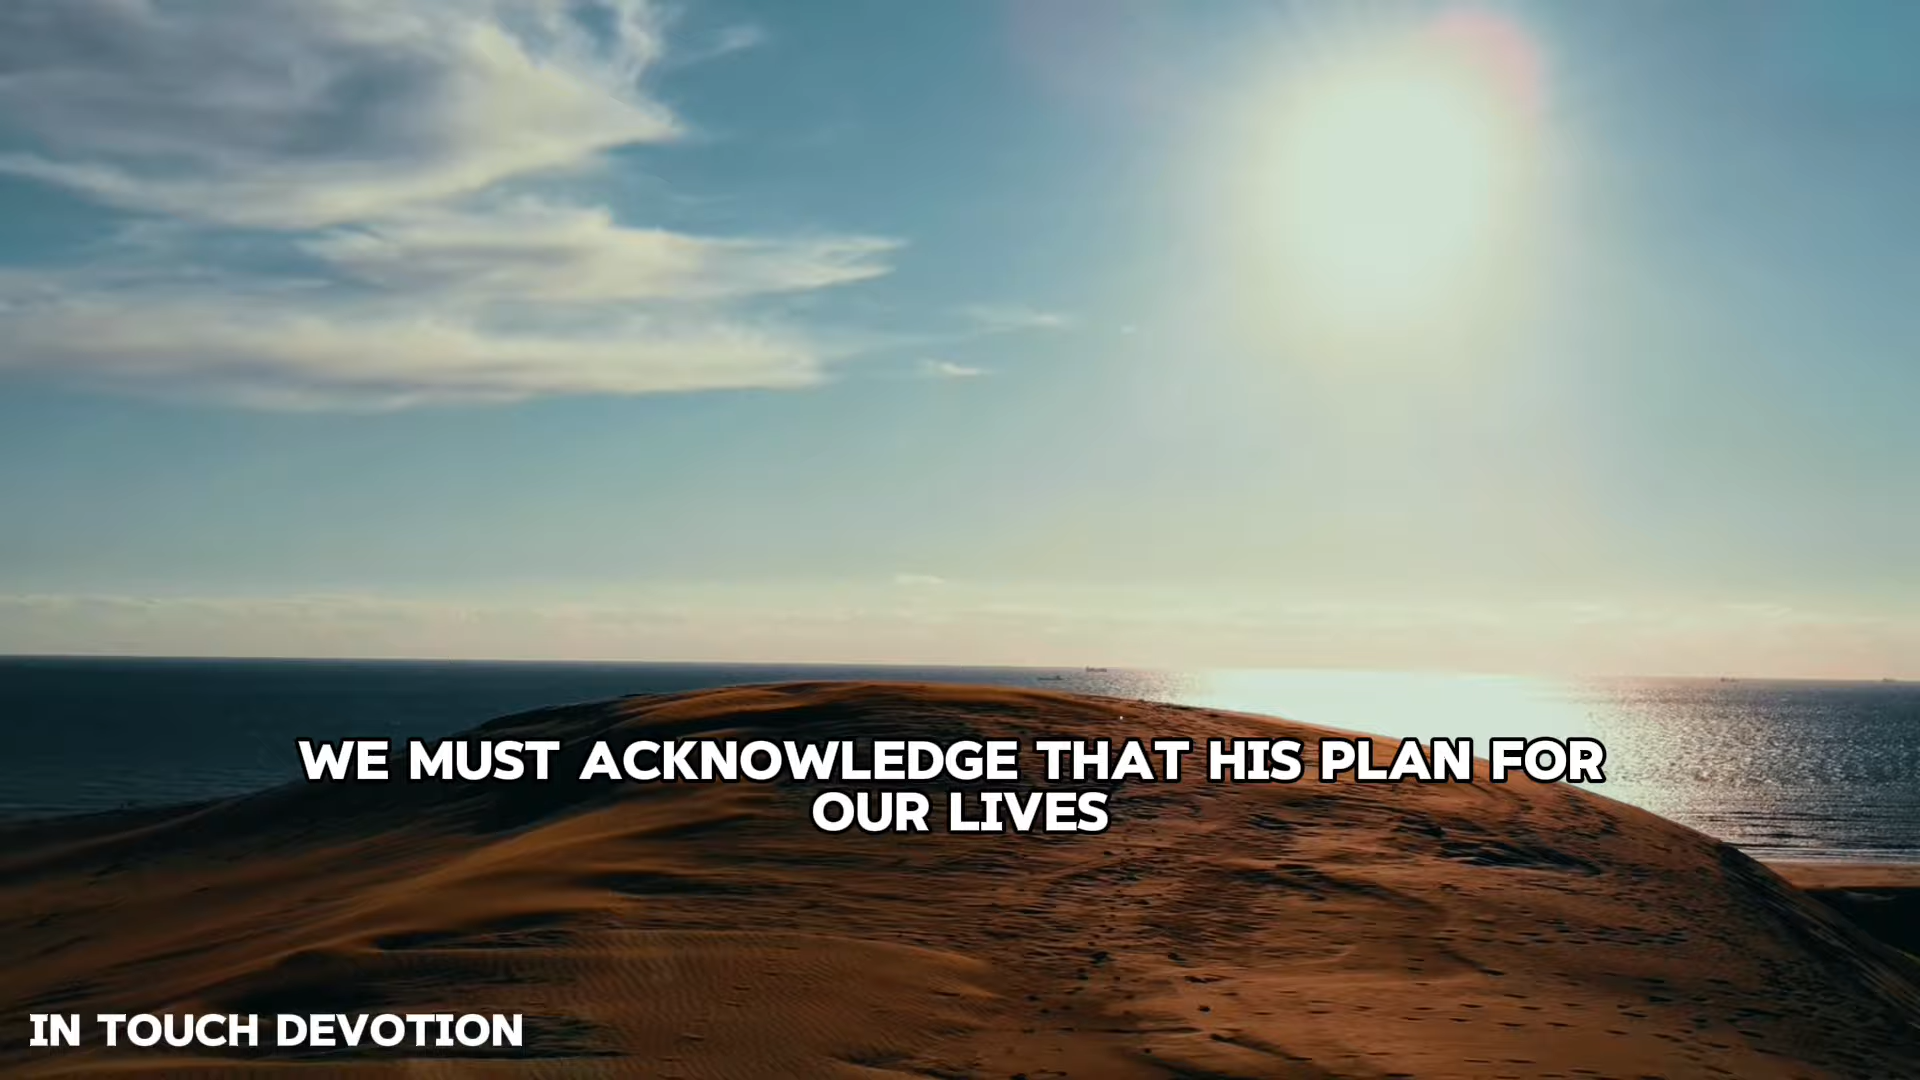 WE MUST ACKNOWLEDGE THAT HIS PLAN FOR
OUR LIVES
IN TOUCH DEVOTION